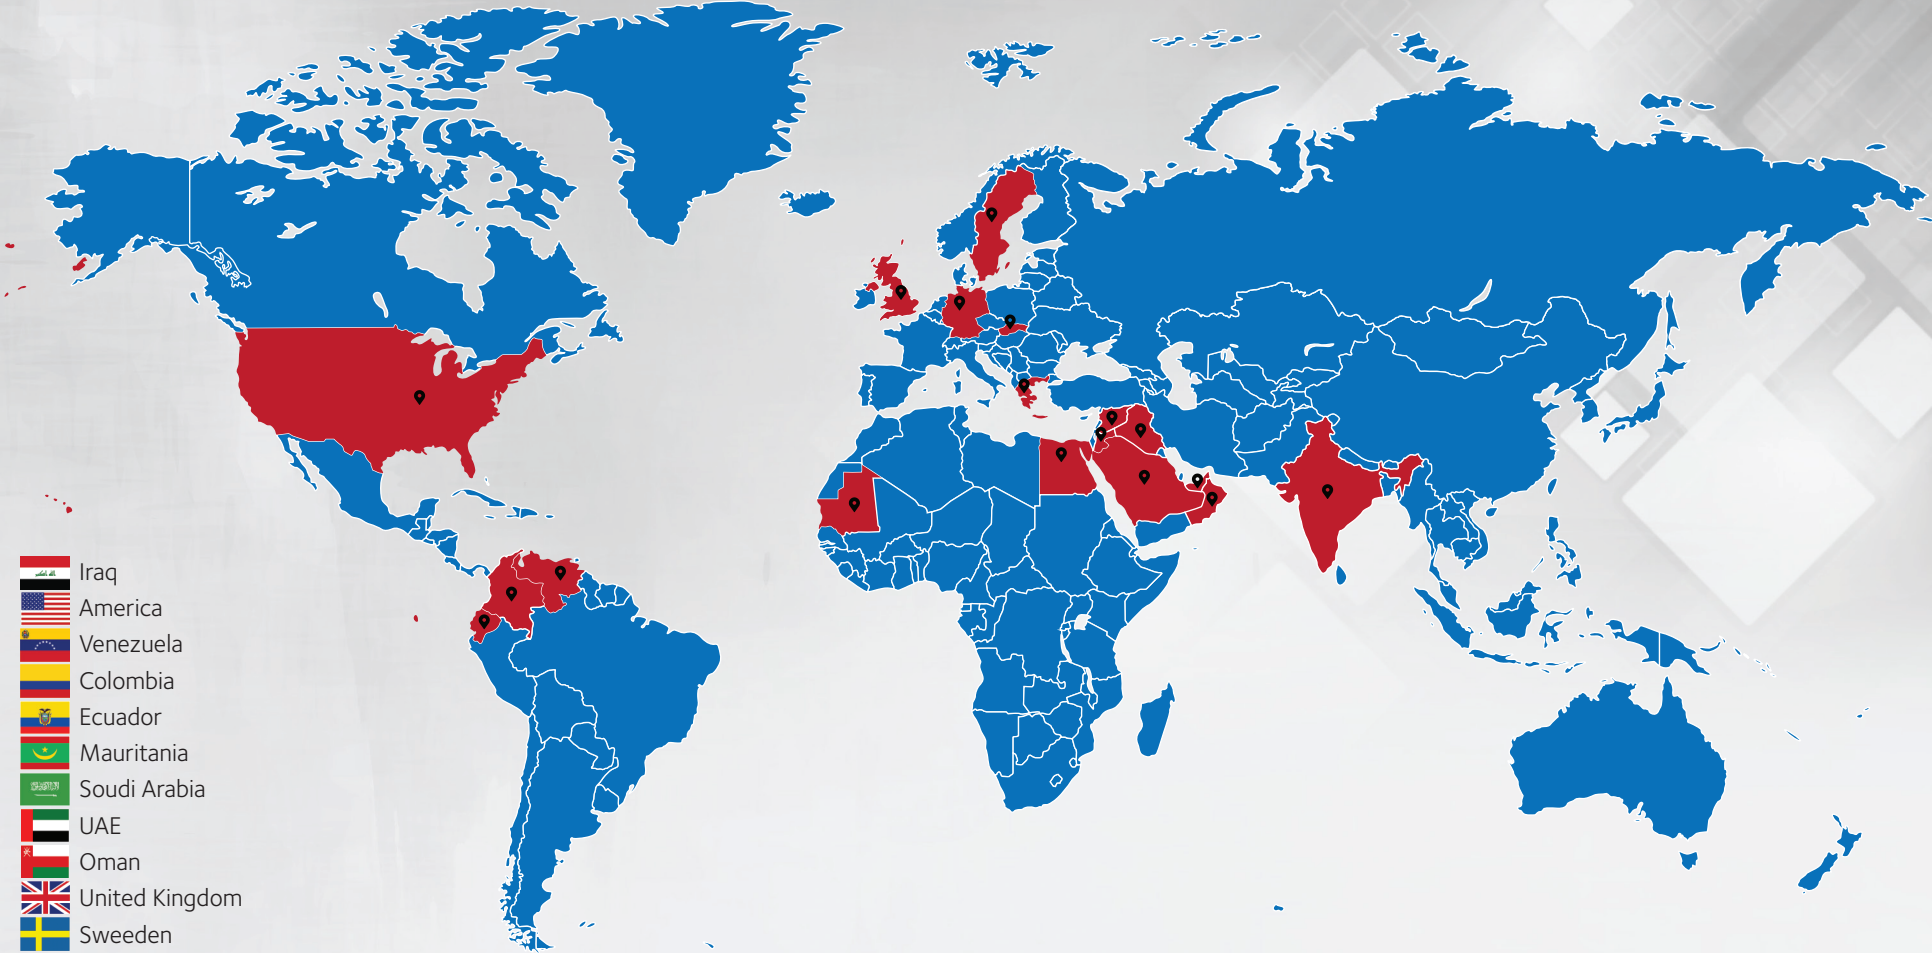 Iraq
America
Venezuela
Colombia
Ecuador
Mauritania
Soudi Arabia
UAE
Oman
United Kingdom
Sweeden